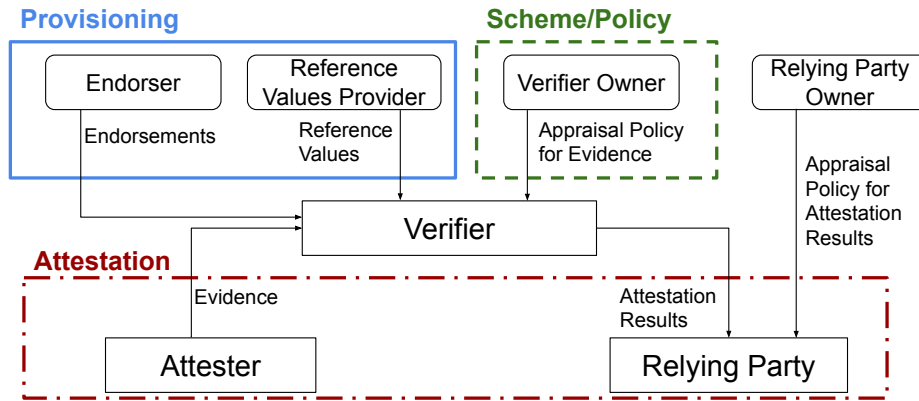 Provisioning
Scheme/Policy
Endorser
Reference
Values Provider
Verifier Owner
Relying Party
Owner
Endorsements
Reference
Values
Appraisal Policy
for Evidence
Appraisal
Policy for
Attestation
Results
Verifier
Attestation
Evidence
Attestation
Results
Attester
Relying Party